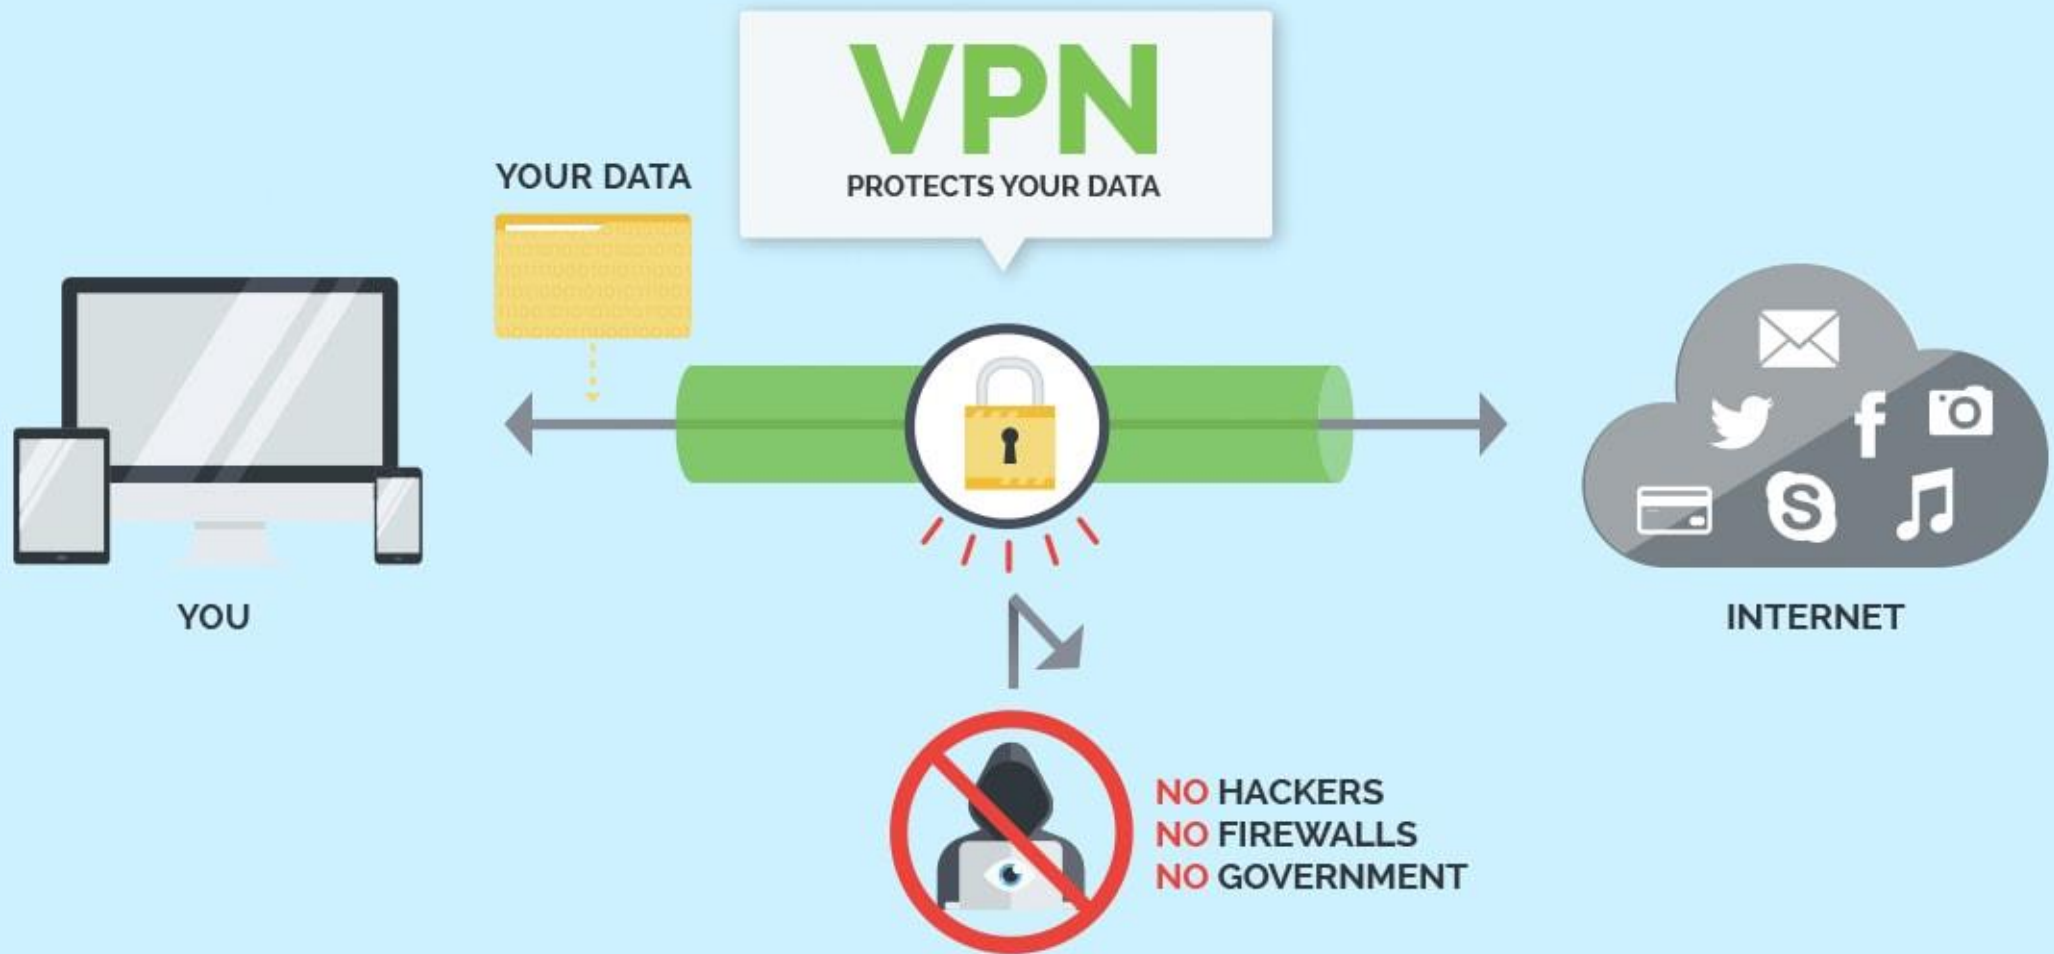 VPN
PROTECTS YOUR DATA
YOUR DATA
YOU
INTERNET
NO HACKERS
NO FIREWALLS
NO GOVERNMENT